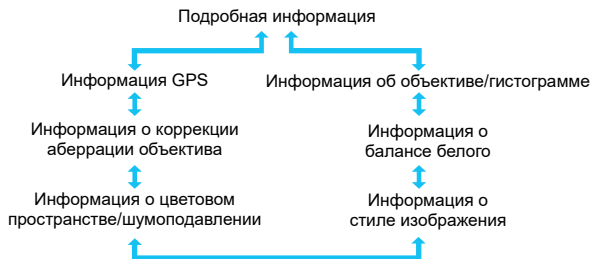 Подробная информация
Информация GPS
Информация об объективе/гистограмме
Информация о коррекции
аберрации объектива
Информация о
балансе белого
Информация о цветовом
пространстве/шумоподавлении
Информация о
стиле изображения